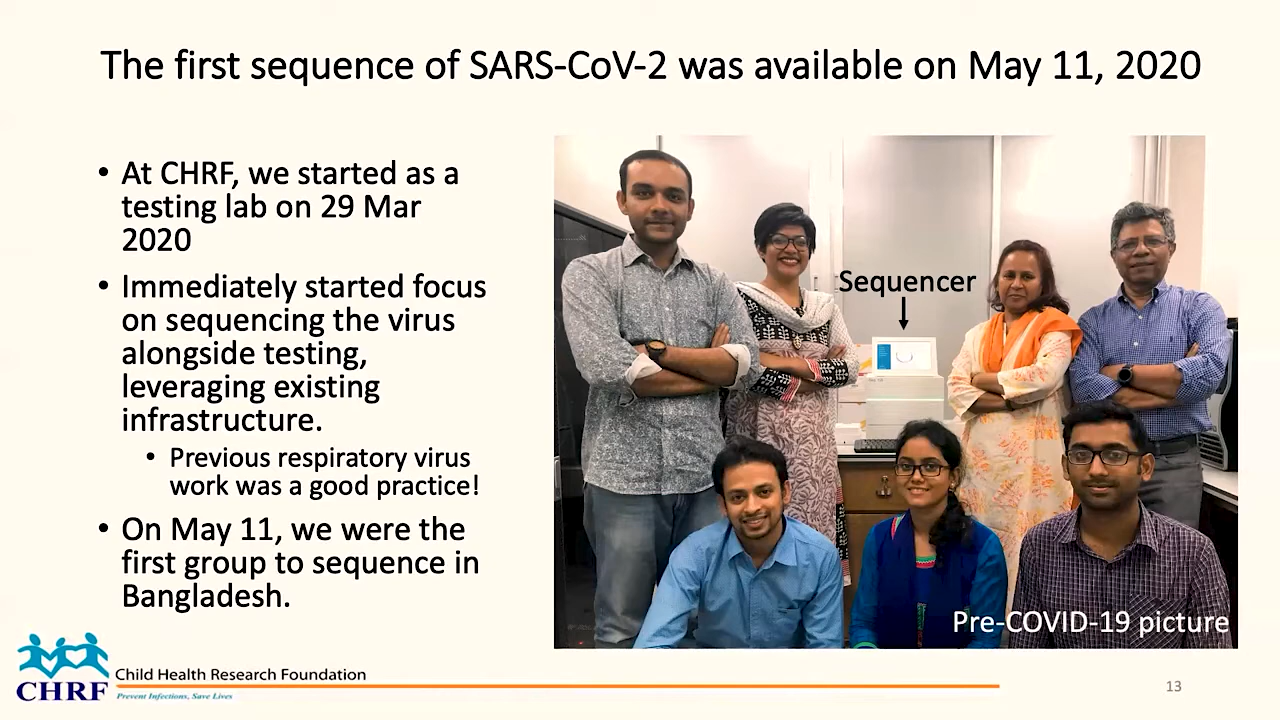 The first sequence of SARS-CoV-2 was available on May 11, 2020
• At CHRF, we started as a
testing lab on 29 Mar
2020
• Immediately started focus
on sequencing the virus
alongside testing,
leveraging existing
infrastructure.
• Previous respiratory virus
work was a good practice!
• On May 11, we were the
first group to sequence in
Bangladesh.
Sequencer
Pre-COVID-19 picture
CHRF
Child Health Research Foundation
Prevent Infections, Save Lives
13